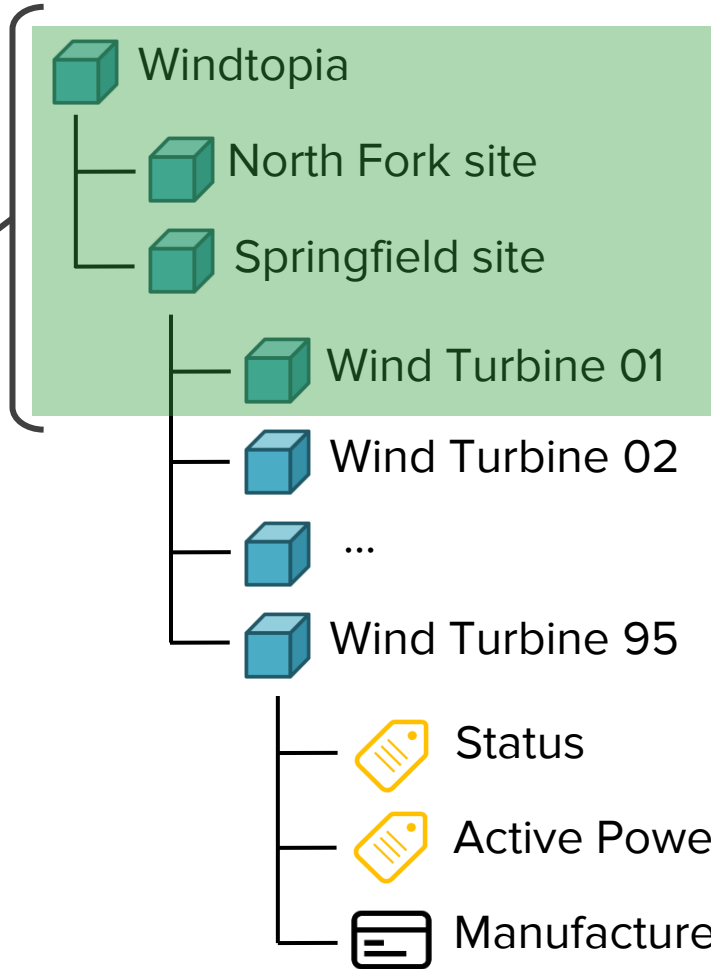 Windtopia
North Fork site
Springfield site
Wind Turbine 01
Wind Turbine 02
...
Wind Turbine 95
Status
Active Powe
Manufacture